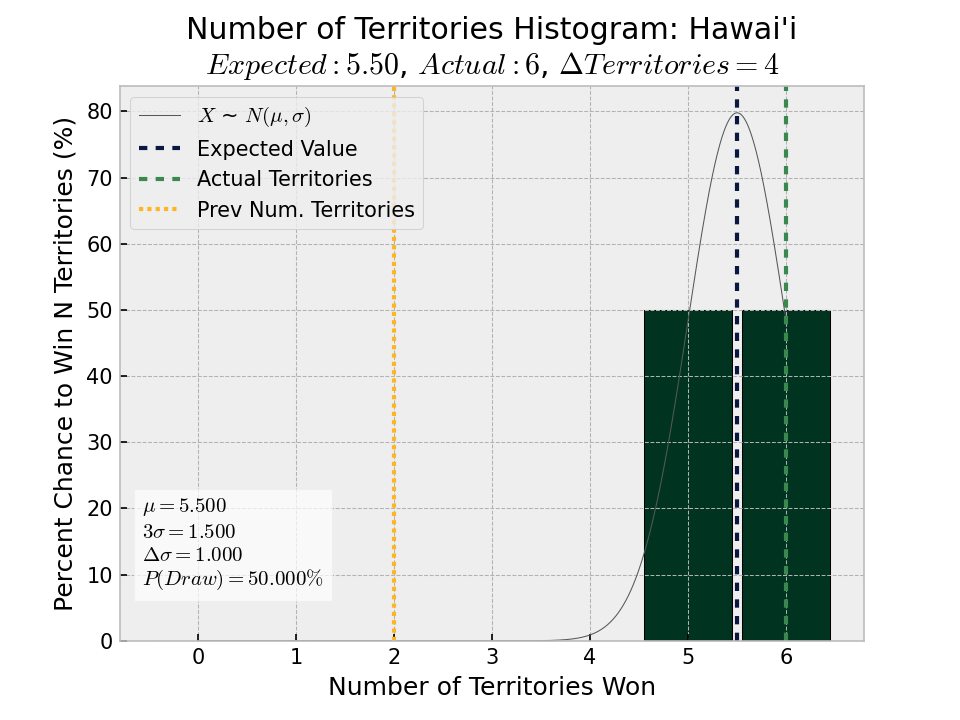 Number of Territories Histogram: Hawai'i
Expected : 5.50, Actual : 6, ΔTerritories = 4
X ~ N(μ, σ)
Expected Value
Actual Territories
Prev Num. Territories
Percent Chance to Win N Territories (%)
80
70
60
50
40
30
20
10
0
μ = 5.500
3σ = 1.500
Δσ = 1.000
P(Draw) = 50.000%
0 1 2 3 4 5 6
Number of Territories Won